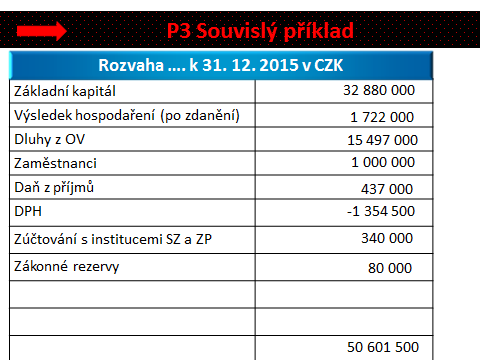 P3 Souvislý příklad
Rozvaha .... k 31. 12. 2015 v CZK
Základní kapitál 32 880 000
Výsledek hospodaření (po zdanění) 1 722 000
Dluhy z OV 15 497 000
Zaměstnanci 1 000 000
Daň z příjmů 437 000
DPH -1 354 500
Zúčtování s institucemi SZ a ZP 340 000
Zákonné rezervy 80 000
50 601 500